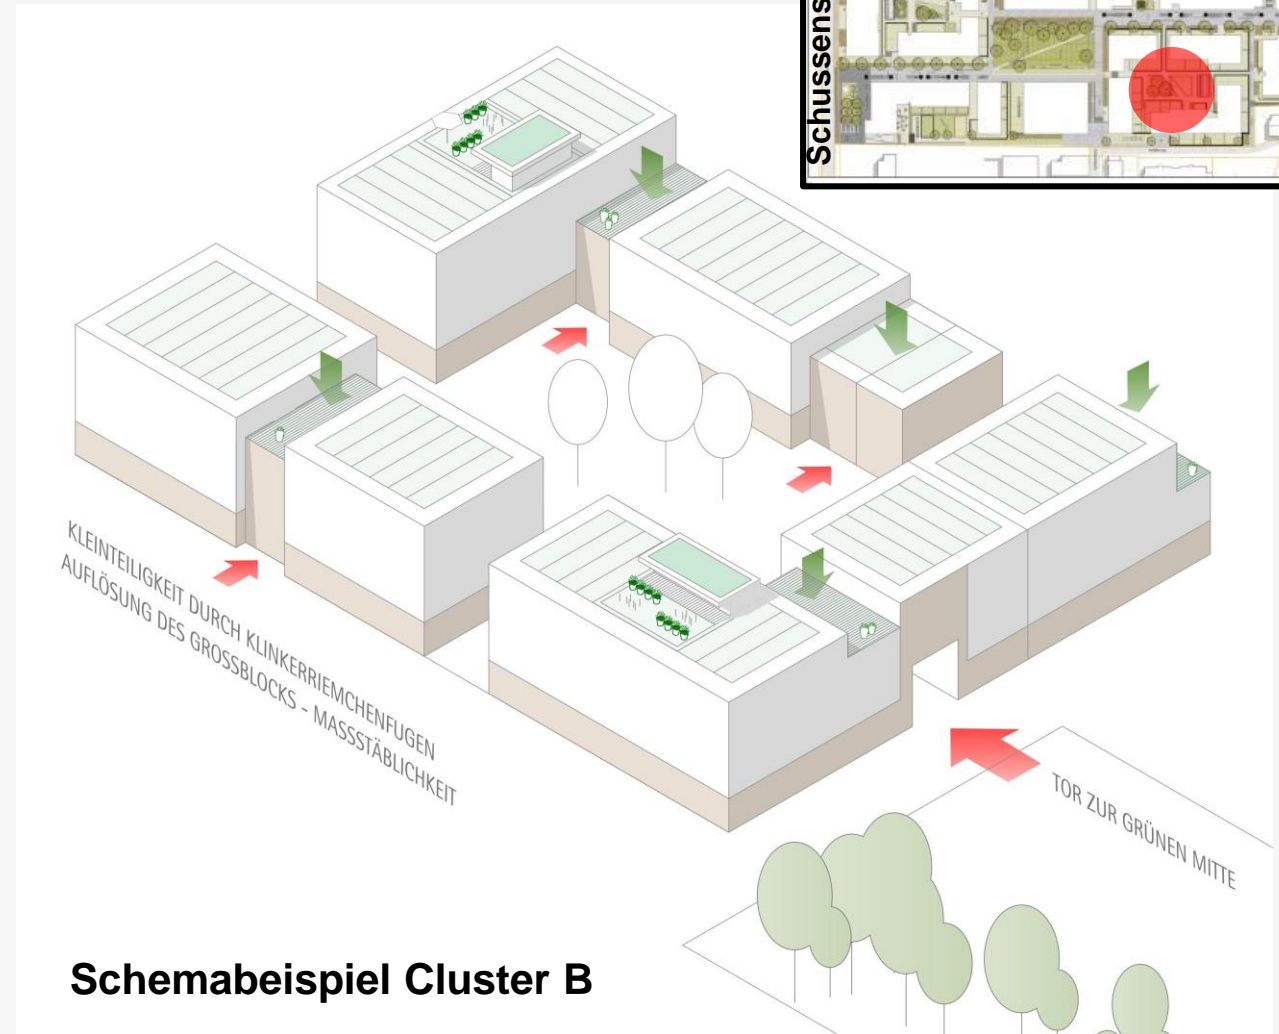 Schussens
KLEINTEILIGKEIT DURCH KLINKERRIEMCHENFUGEN
AUFLÖSUNG DES GROSSBLOCKS - MASSSTÄBLICHKEIT
TOR ZUR GRÜNEN MITTE
Schemabeispiel Cluster B